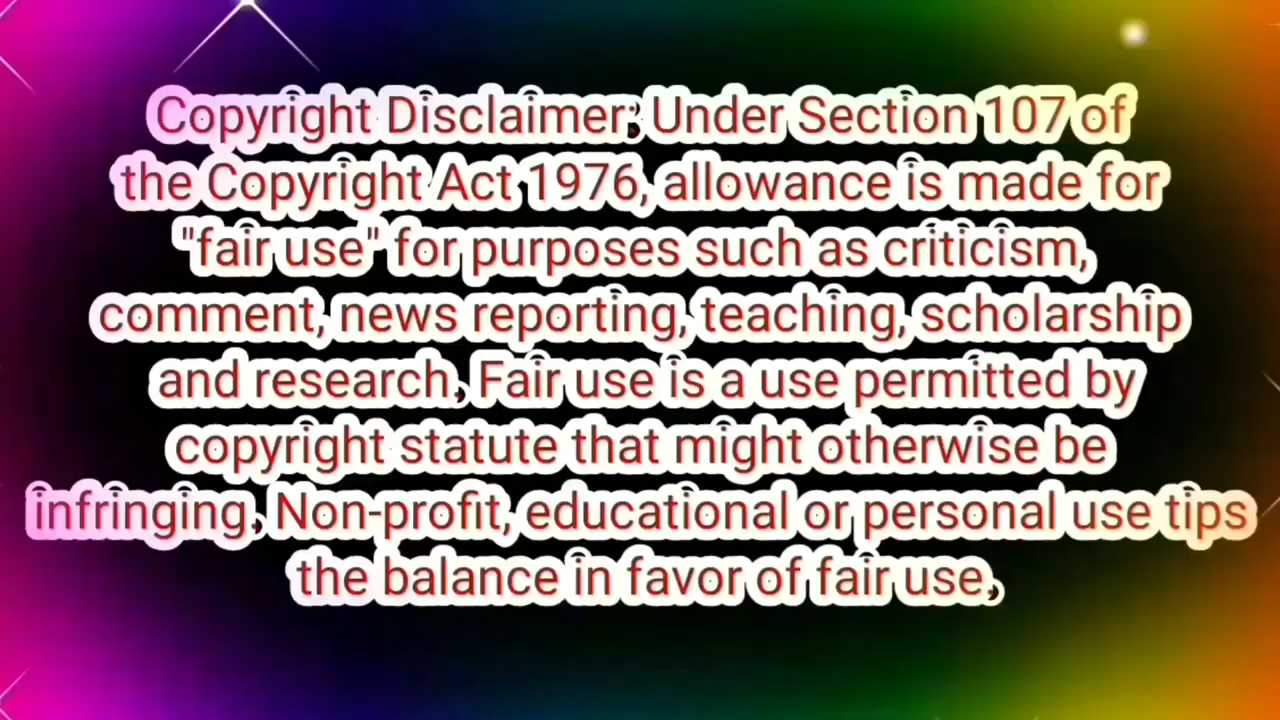 Copyright Disclaimer: Under Section 107 of
the Copyright Act 1976, allowance is made for
"fair use" for purposes such as criticism,
comment, news reporting, teaching, scholarship
and research. Fair use is a use permitted by
copyright statute that might otherwise be
infringing. Non-profit, educational or personal use tips
the balance in favor of fair use.